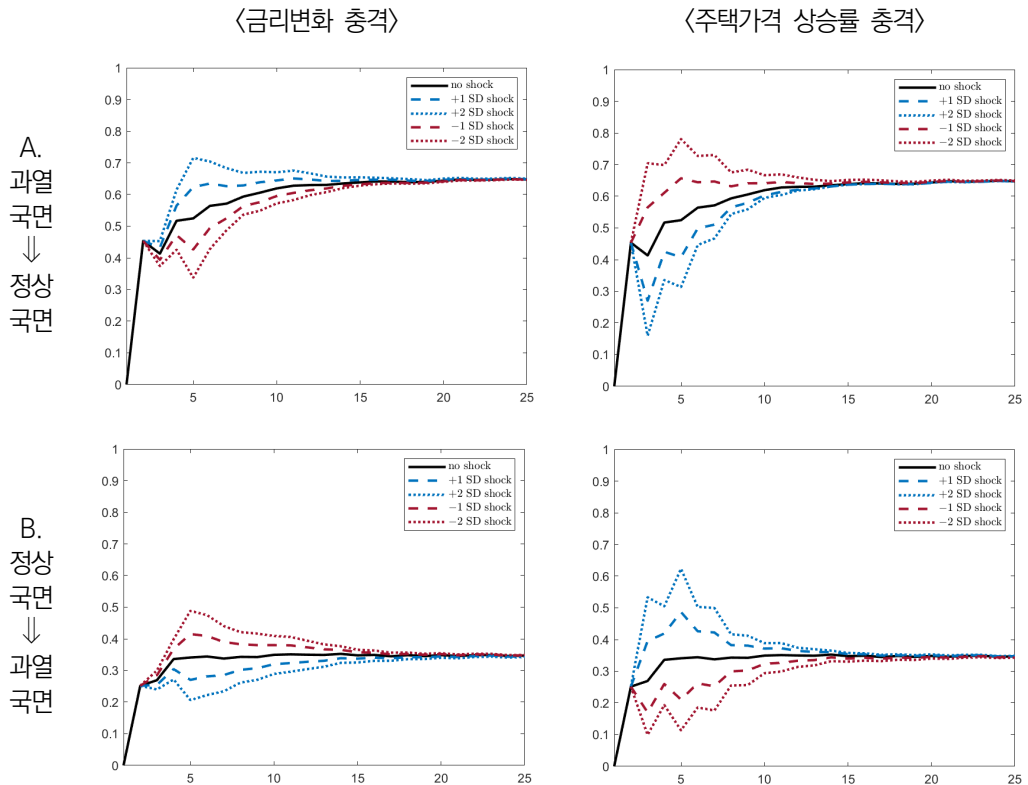 〈금리변화 충격〉
〈주택가격 상승률 충격〉
A.
과열
국면
⇓
정상
국면
1
0.9
0.8
0.7
0.6
0.5
0.4
0.3
0.2
0.1
0
5
10
15
20
25
no shock
+1 SD shock
+2 SD shock
−1 SD shock
−2 SD shock
1
0.9
0.8
0.7
0.6
0.5
0.4
0.3
0.2
0.1
0
5
10
15
20
25
no shock
+1 SD shock
+2 SD shock
−1 SD shock
−2 SD shock
B.
정상
국면
⇓
과열
국면
1
0.9
0.8
0.7
0.6
0.5
0.4
0.3
0.2
0.1
0
5
10
15
20
25
no shock
+1 SD shock
+2 SD shock
−1 SD shock
−2 SD shock
1
0.9
0.8
0.7
0.6
0.5
0.4
0.3
0.2
0.1
0
5
10
15
20
25
no shock
+1 SD shock
+2 SD shock
−1 SD shock
−2 SD shock